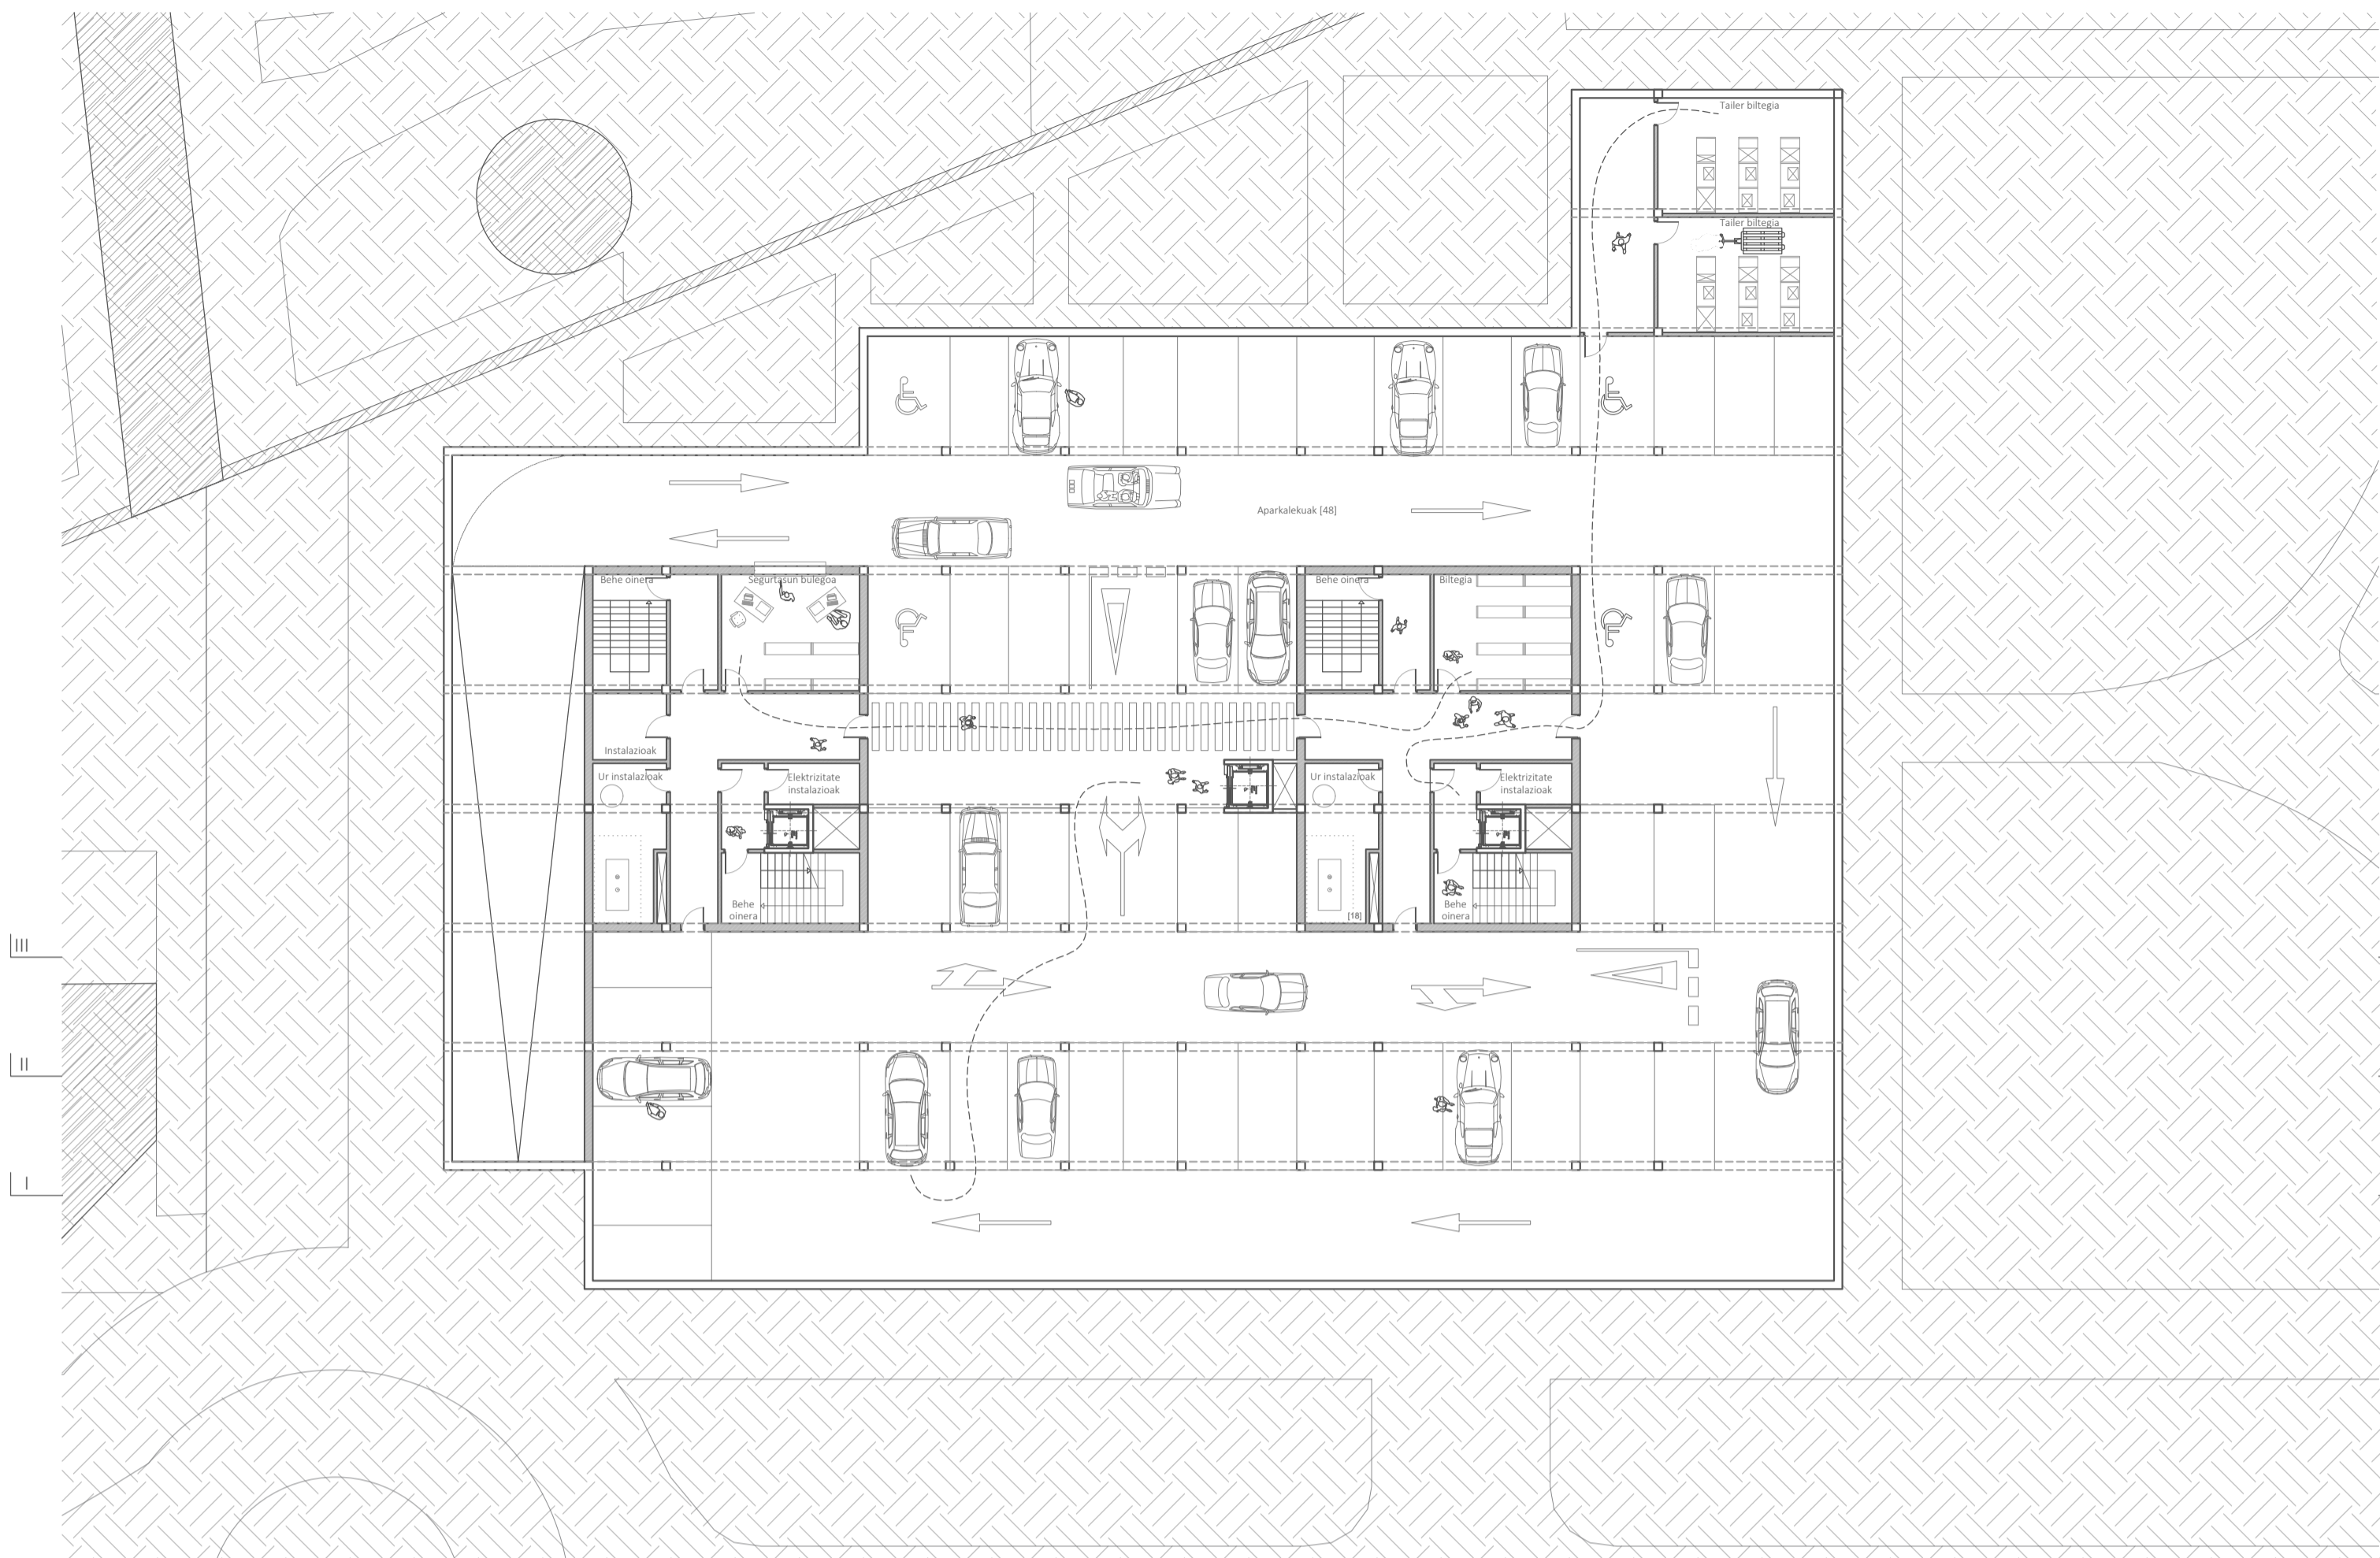 Tailer biltegia
Tailer biltegia
Aparkalekuak [48]
Behe oinera
Segurtasun bulegoa
Behe oinera
Biltegia
Instalazioak
Ur instalazioak
Elektrizitate
instalazioak
Ur instalazioak
Elektrizitate
instalazioak
Behe
oinera
[18]
Behe
oinera
III
II
I